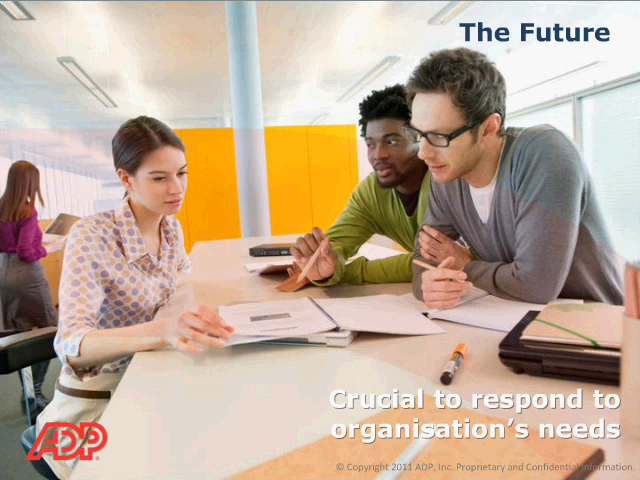 The Future
Crucial to respond to
organisation's needs
ADP
© Copyright 2011 ADP, Inc. Proprietary and Confidential Information.